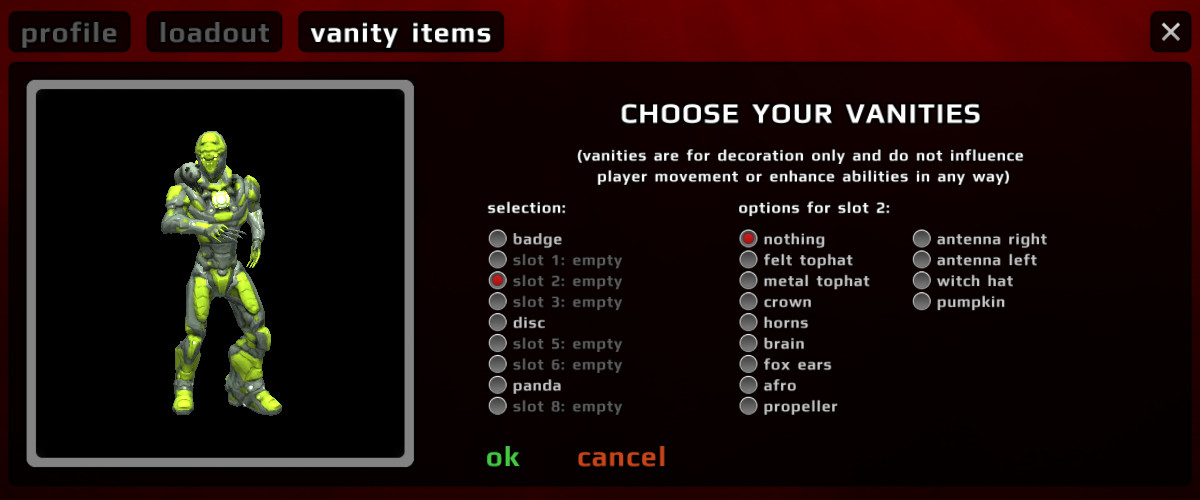 profile
loadout
vanity items
CHOOSE YOUR VANITIES
(vanities are for decoration only and do not influence
player movement or enhance abilities in any way)
selection:
badge
slot 1: empty
slot 2: empty
slot 3: empty
disc
slot 5: empty
slot 6: empty
panda
slot 8: empty
options for slot 2:
nothing
felt tophat
metal tophat
crown
horns
brain
fox ears
afro
propeller
antenna right
antenna left
witch hat
pumpkin
ok
cancel